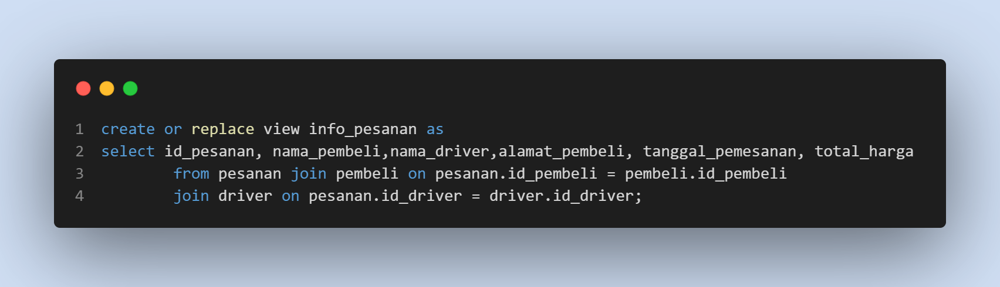 1 create or replace view info_pesanan as
2 select id_pesanan, nama_pembeli,nama_driver,alamat_pembeli, tanggal_pemesanan, total_harga
3         from pesanan join pembeli on pesanan.id_pembeli = pembeli.id_pembeli
4         join driver on pesanan.id_driver = driver.id_driver;